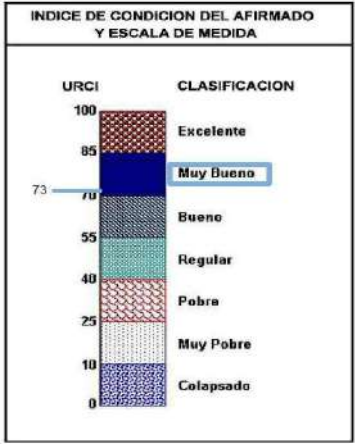 INDICE DE CONDICION DEL AFIRMADO
Y ESCALA DE MEDIDA
URCI CLASIFICACION
100
Excelente
85
Muy Bueno
73
70
Bueno
55
Regular
40
Pobre
25
Muy Pobre
10
Colapsado
0